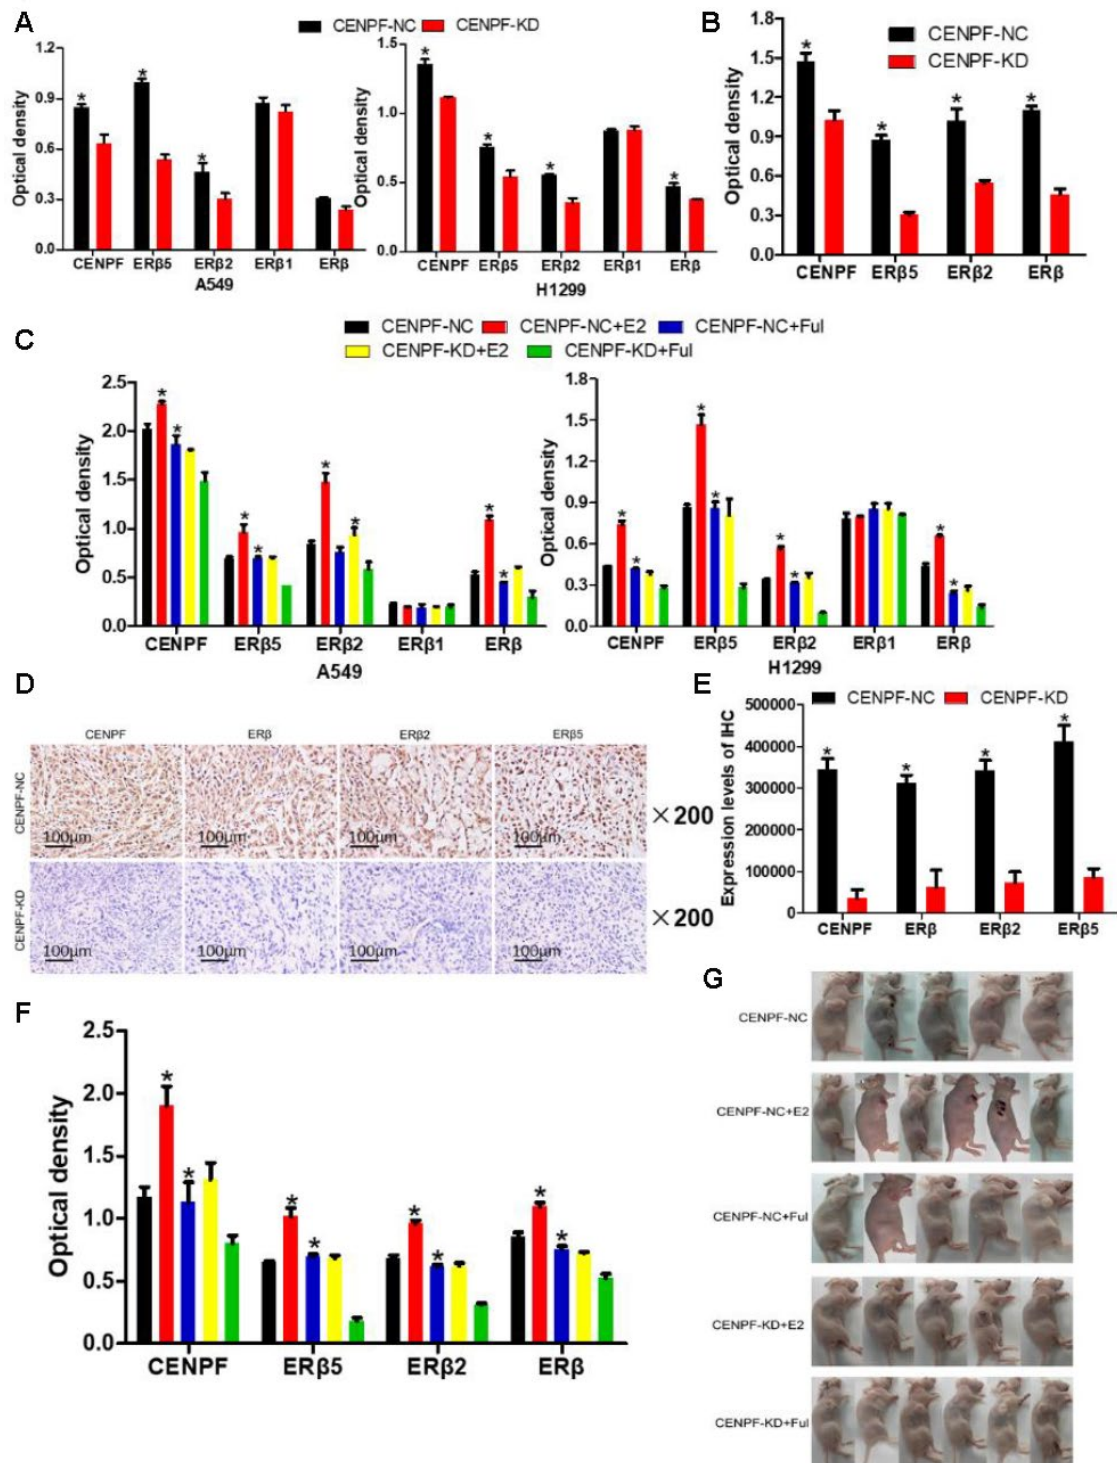 A
CENPF-NC CENPF-KD
Optical density
1.2
0.9
0.6
0.3
0.0
* * *
CENPF ERβ5 ERβ2 ERβ1 ERβ
A549
Optical density
1.5
1.0
0.5
0.0
* * * *
CENPF ERβ5 ERβ2 ERβ1 ERβ
H1299
B
CENPF-NC
CENPF-KD
Optical density
1.8
1.5
1.2
0.9
0.6
0.3
0.0
* * * *
CENPF ERβ5 ERβ2 ERβ
C
CENPF-NC CENPF-NC+E2 CENPF-NC+Ful
CENPF-KD+E2 CENPF-KD+Ful
Optical density
2.5
2.0
1.5
1.0
0.5
0.0
* * * * * * * *
CENPF ERβ5 ERβ2 ERβ1 ERβ
A549
Optical density
1.8
1.5
1.2
0.9
0.6
0.3
0.0
* * * * * * * *
CENPF ERβ5 ERβ2 ERβ1 ERβ
H1299
D
CENPF ERβ ERβ2 ERβ5
CENPF-NC
100μm 100μm 100μm 100μm
×200
CENPF-KD
100μm 100μm 100μm 100μm
×200
E
CENPF-NC CENPF-KD
Expression levels of IHC
500000
400000
300000
200000
100000
0
* * * *
CENPF ERβ ERβ2 ERβ5
F
Optical density
2.5
2.0
1.5
1.0
0.5
0.0
* * * * * * * *
CENPF ERβ5 ERβ2 ERβ
G
CENPF-NC
CENPF-NC+E2
CENPF-NC+Ful
CENPF-KD+E2
CENPF-KD+Ful